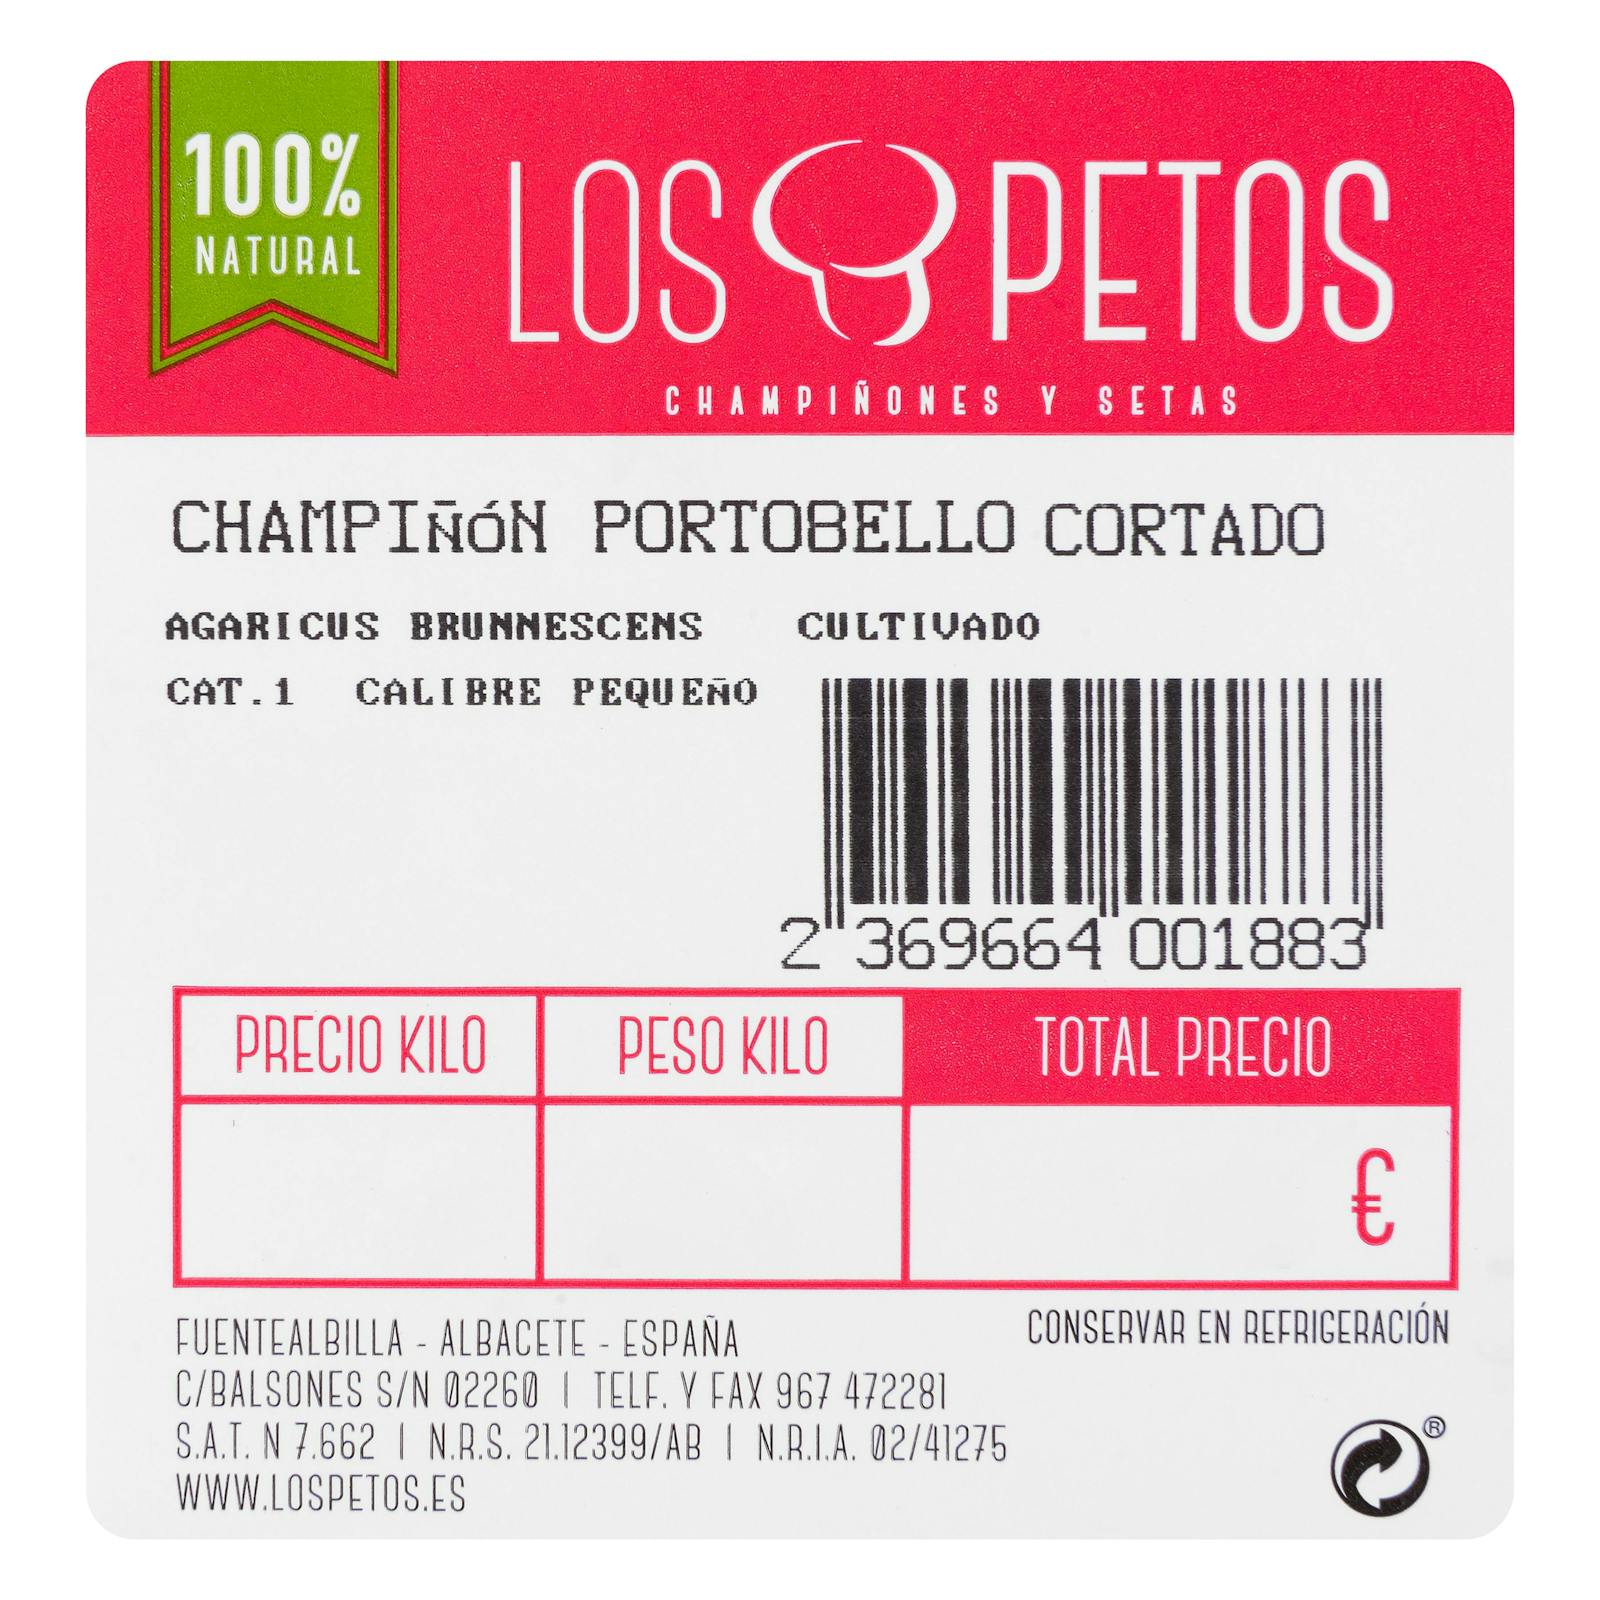 100%
NATURAL
LOS PETOS
CHAMPIÑONES Y SETAS
CHAMPIÑÓN PORTOBELLO CORTADO
AGARICUS BRUNNESCENS CULTIVADO
CAT.1 CALIBRE PEQUEÑO
2 369664 001883
PRECIO KILO PESO KILO TOTAL PRECIO
€
FUENTEALBILLA - ALBACETE - ESPAÑA
CONSERVAR EN REFRIGERACIÓN
C/BALSONES S/N 02260 | TELF. Y FAX 967 472281
S.A.T. N 7.662 | N.R.S. 21.12399/AB | N.R.I.A. 02/41275
WWW.LOSPETOS.ES
®